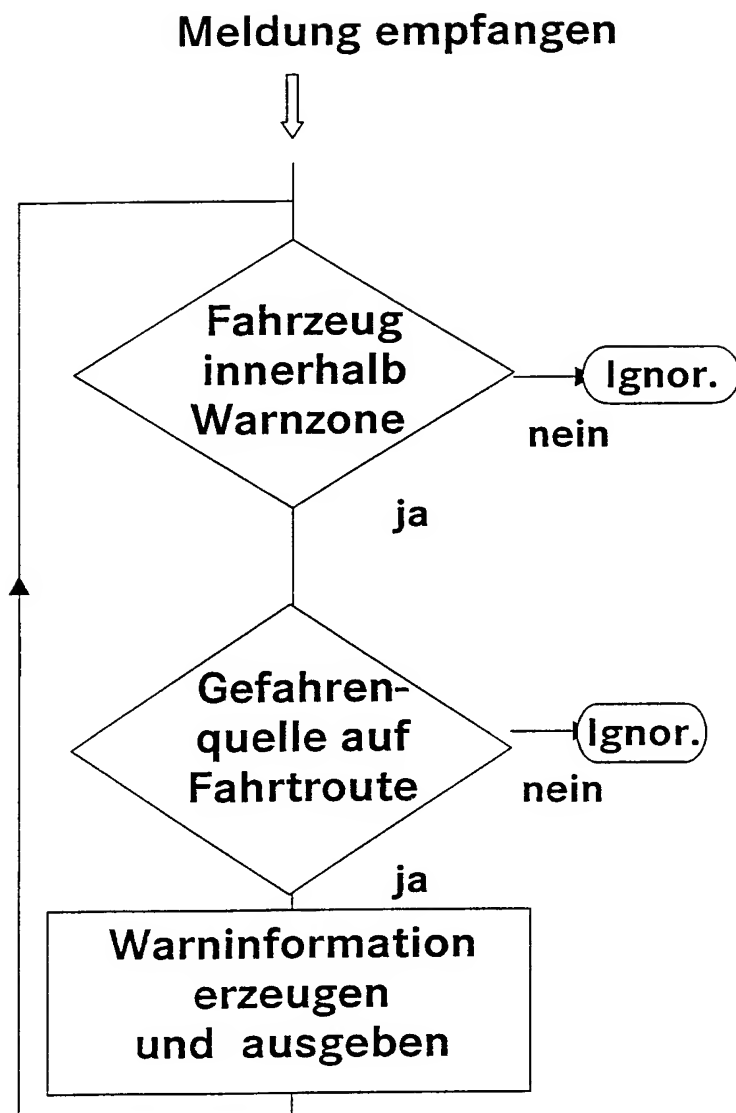 Meldung empfangen
Fahrzeug
innerhalb
Warnzone
Ignor.
nein
ja
Gefahren-
quelle auf
Fahrtroute
Ignor.
nein
ja
Warninformation
erzeugen
und ausgeben